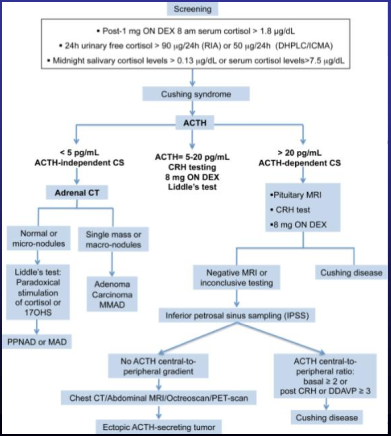 Screening
• Post-1 mg ON DEX 8 am serum cortisol > 1.8 µg/dL
• 24h urinary free cortisol > 90 µg/24h (RIA) or 50 µg/24h (DHPLC/ICMA)
• Midnight salivary cortisol levels > 0.13 µg/dL or serum cortisol levels>7.5 µg/dL
Cushing syndrome
ACTH
< 5 pg/mL
ACTH-independent CS
ACTH= 5-20 pg/mL
CRH testing
8 mg ON DEX
Liddle's test
> 20 pg/mL
ACTH-dependent CS
Adrenal CT
•Pituitary MRI
• CRH test
•8 mg ON DEX
Normal or
micro-nodules
Single mass or
macro-nodules
Liddle's test:
Paradoxical
stimulation
of cortisol or
17OHS
Adenoma
Carcinoma
MMAD
PPNAD or MAD
Negative MRI or
inconclusive testing
Cushing disease
Inferior petrosal sinus sampling (IPSS)
No ACTH central-to-
peripheral gradient
ACTH central-to-
peripheral ratio:
basal ≥ 2 or
post CRH or DDAVP ≥ 3
Chest CT/Abdominal MRI/Octreoscan/PET-scan
Cushing disease
Ectopic ACTH-secreting tumor